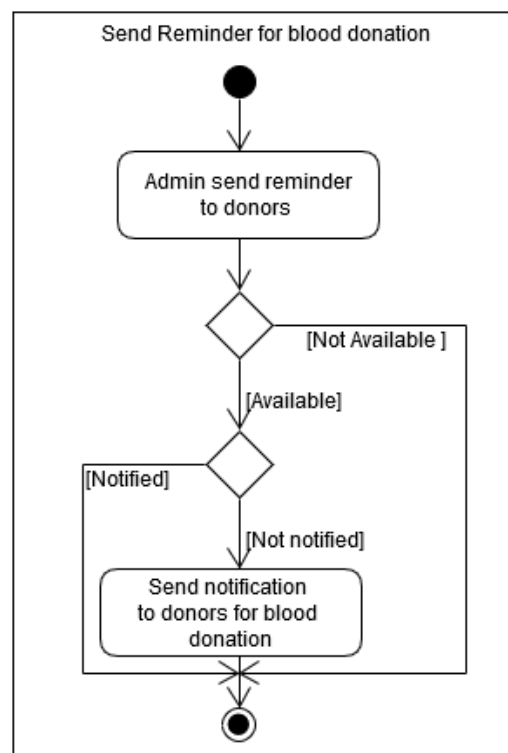 Send Reminder for blood donation
Admin send reminder
to donors
[Not Available ]
[Available]
[Notified]
[Not notified]
Send notification
to donors for blood
donation